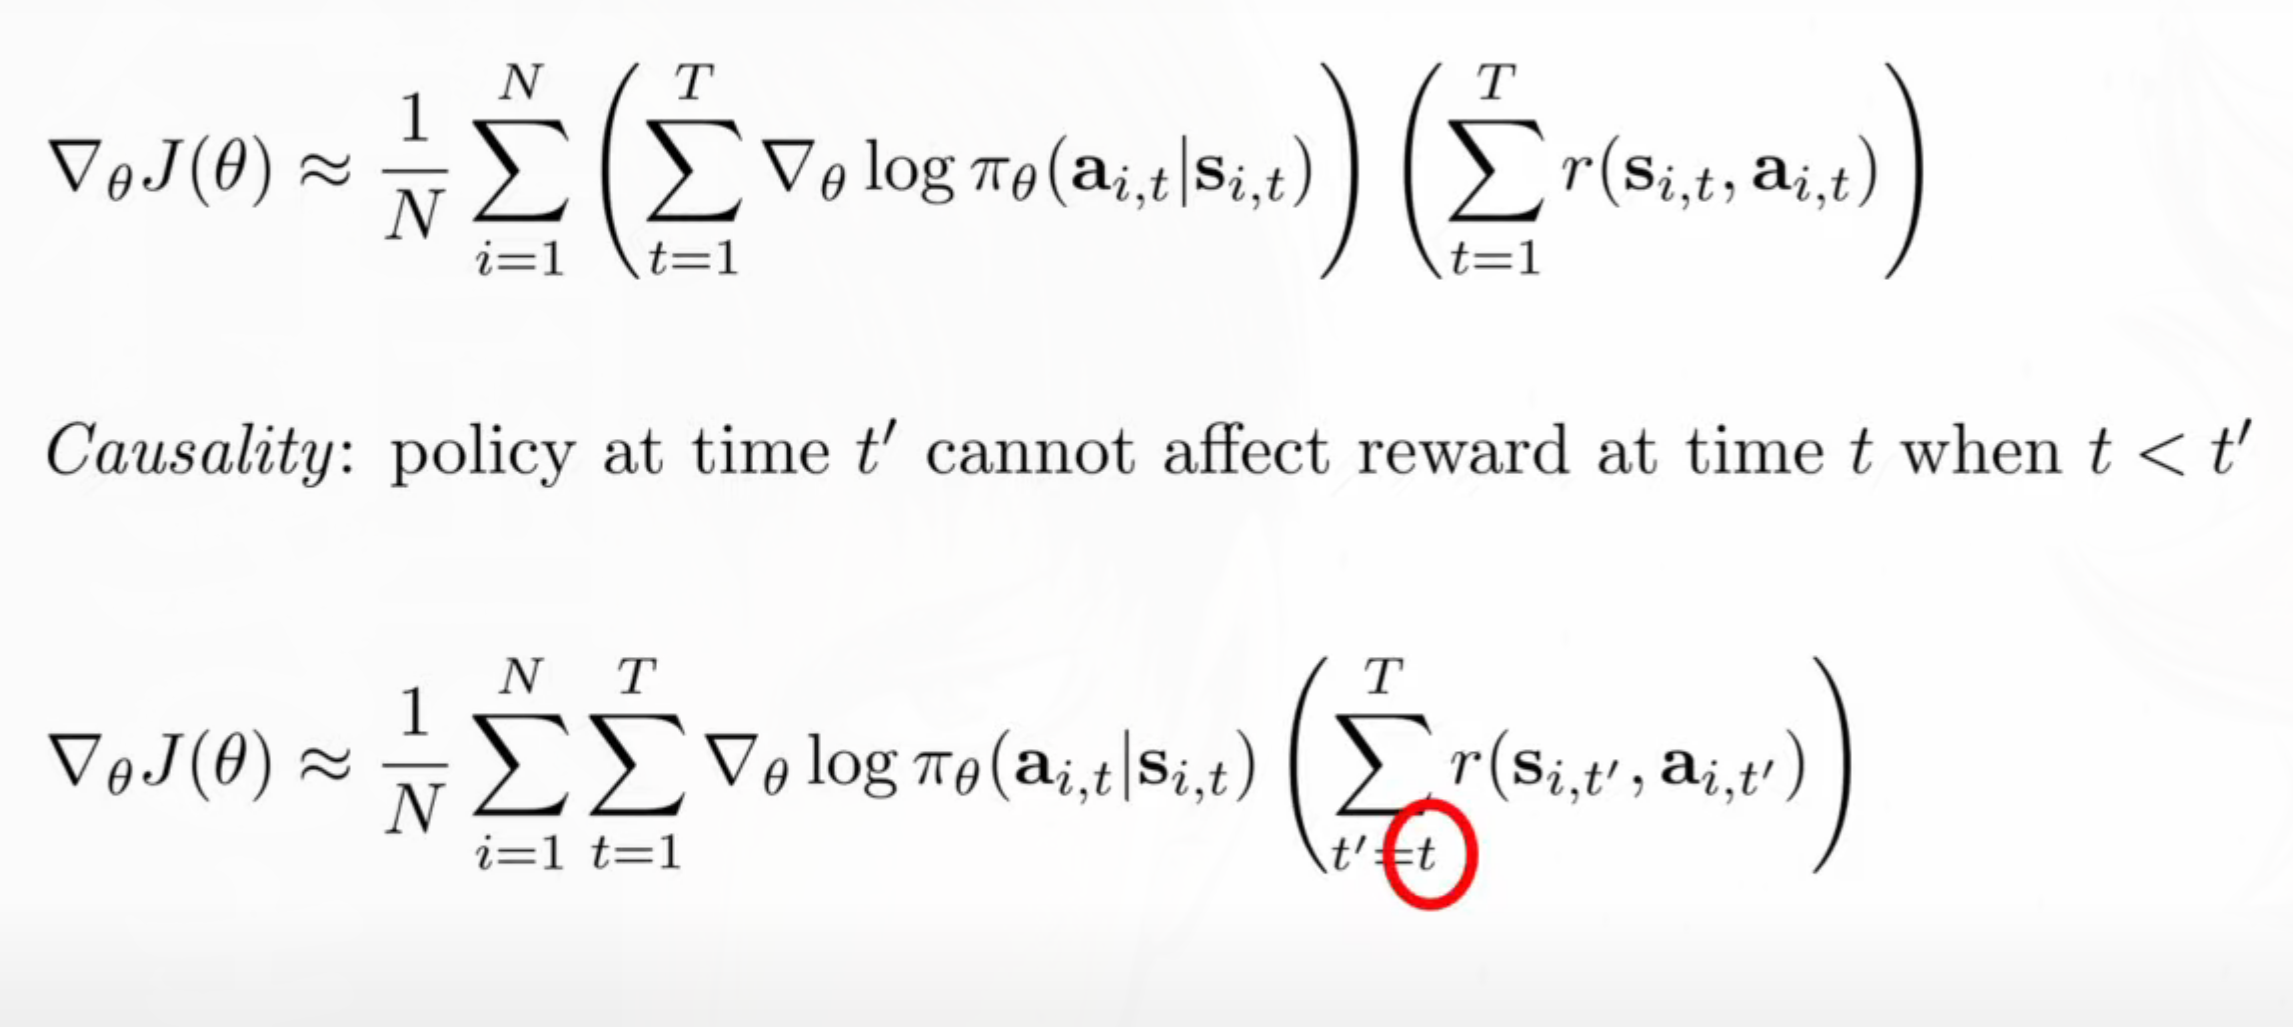 $\nabla_\theta J(\theta) \approx \frac{1}{N} \sum_{i=1}^{N} \left( \sum_{t=1}^{T} \nabla_\theta \log \pi_\theta(\mathbf{a}_{i,t}|\mathbf{s}_{i,t}) \right) \left( \sum_{t=1}^{T} r(\mathbf{s}_{i,t}, \mathbf{a}_{i,t}) \right)$
Causality: policy at time $t'$ cannot affect reward at time $t$ when $t < t'$
$\nabla_\theta J(\theta) \approx \frac{1}{N} \sum_{i=1}^{N} \sum_{t=1}^{T} \nabla_\theta \log \pi_\theta(\mathbf{a}_{i,t}|\mathbf{s}_{i,t}) \left( \sum_{t'=t}^{T} r(\mathbf{s}_{i,t'}, \mathbf{a}_{i,t'}) \right)$